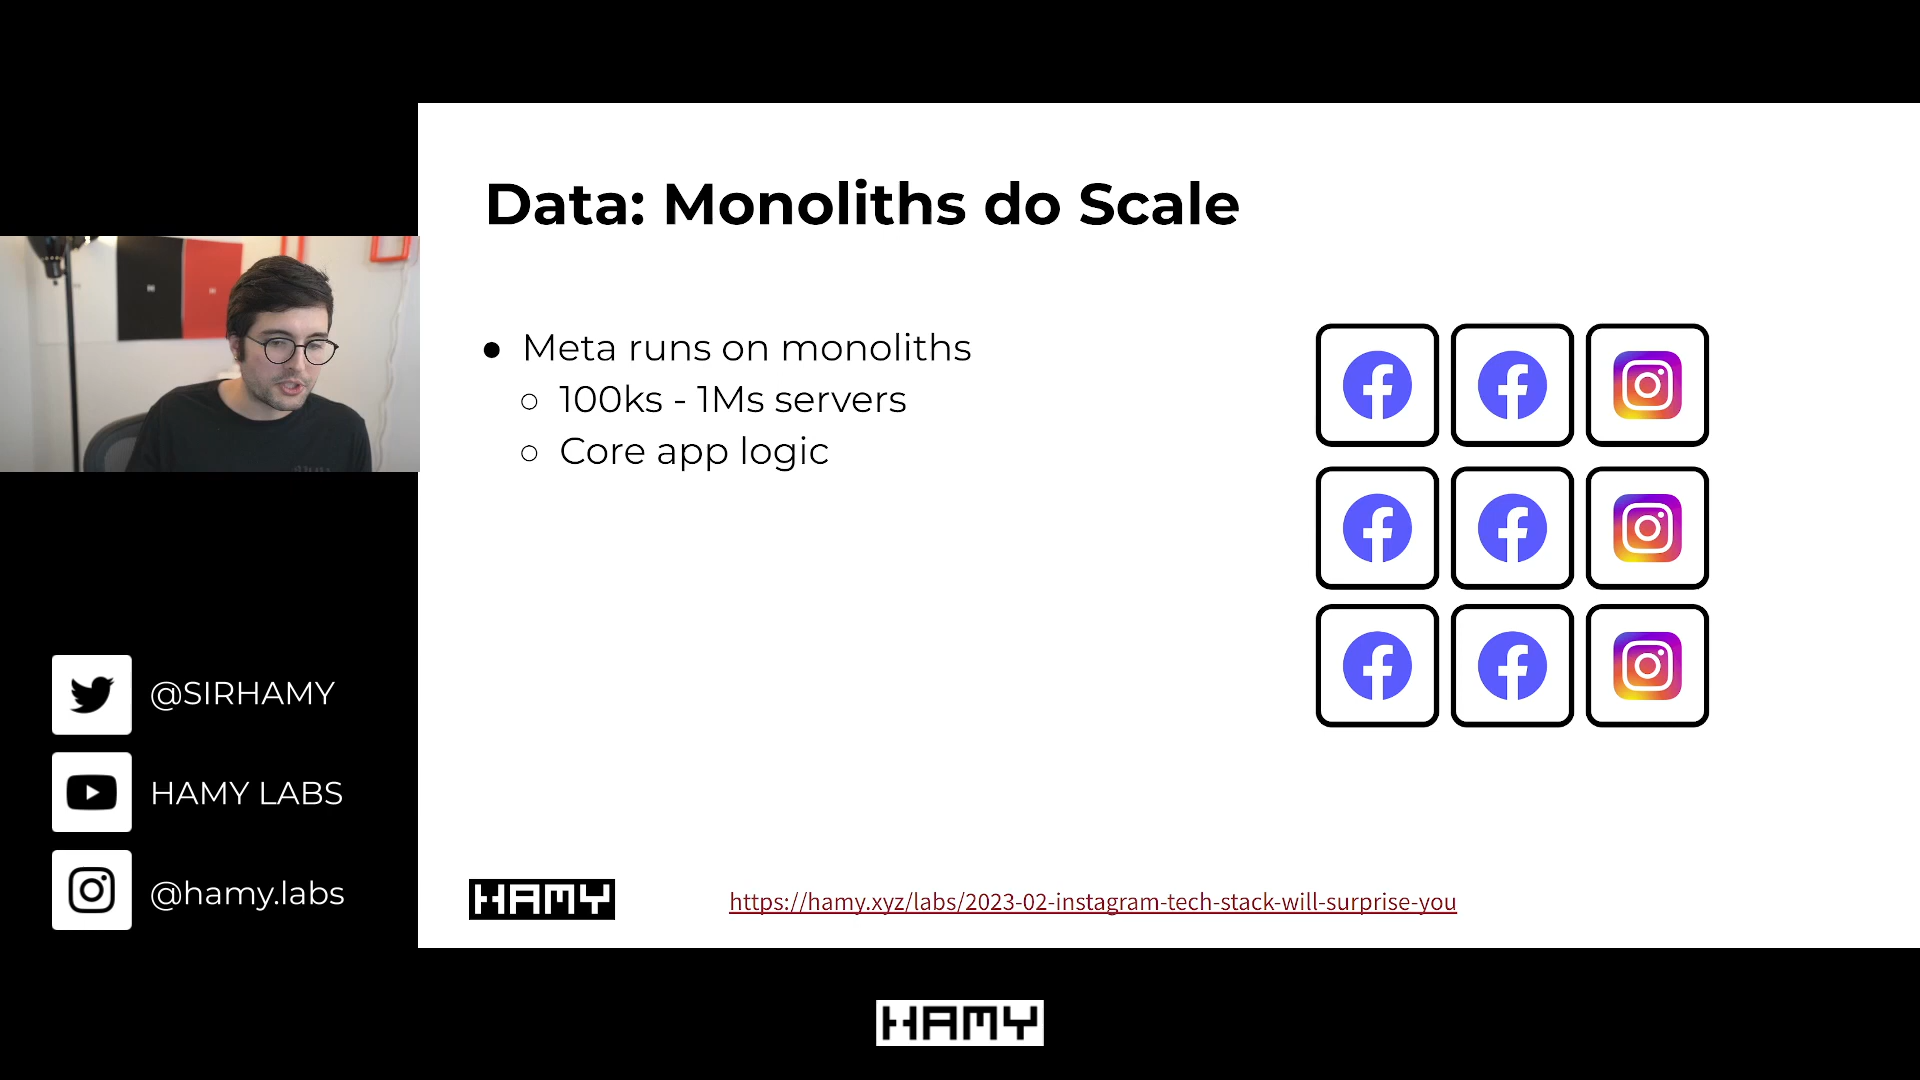 Data: Monoliths do Scale
● Meta runs on monoliths
○ 100ks - 1Ms servers
○ Core app logic
@SIRHAMY
HAMY LABS
@hamy.labs
HAMY
https://hamy.xyz/labs/2023-02-instagram-tech-stack-will-surprise-you
HAMY